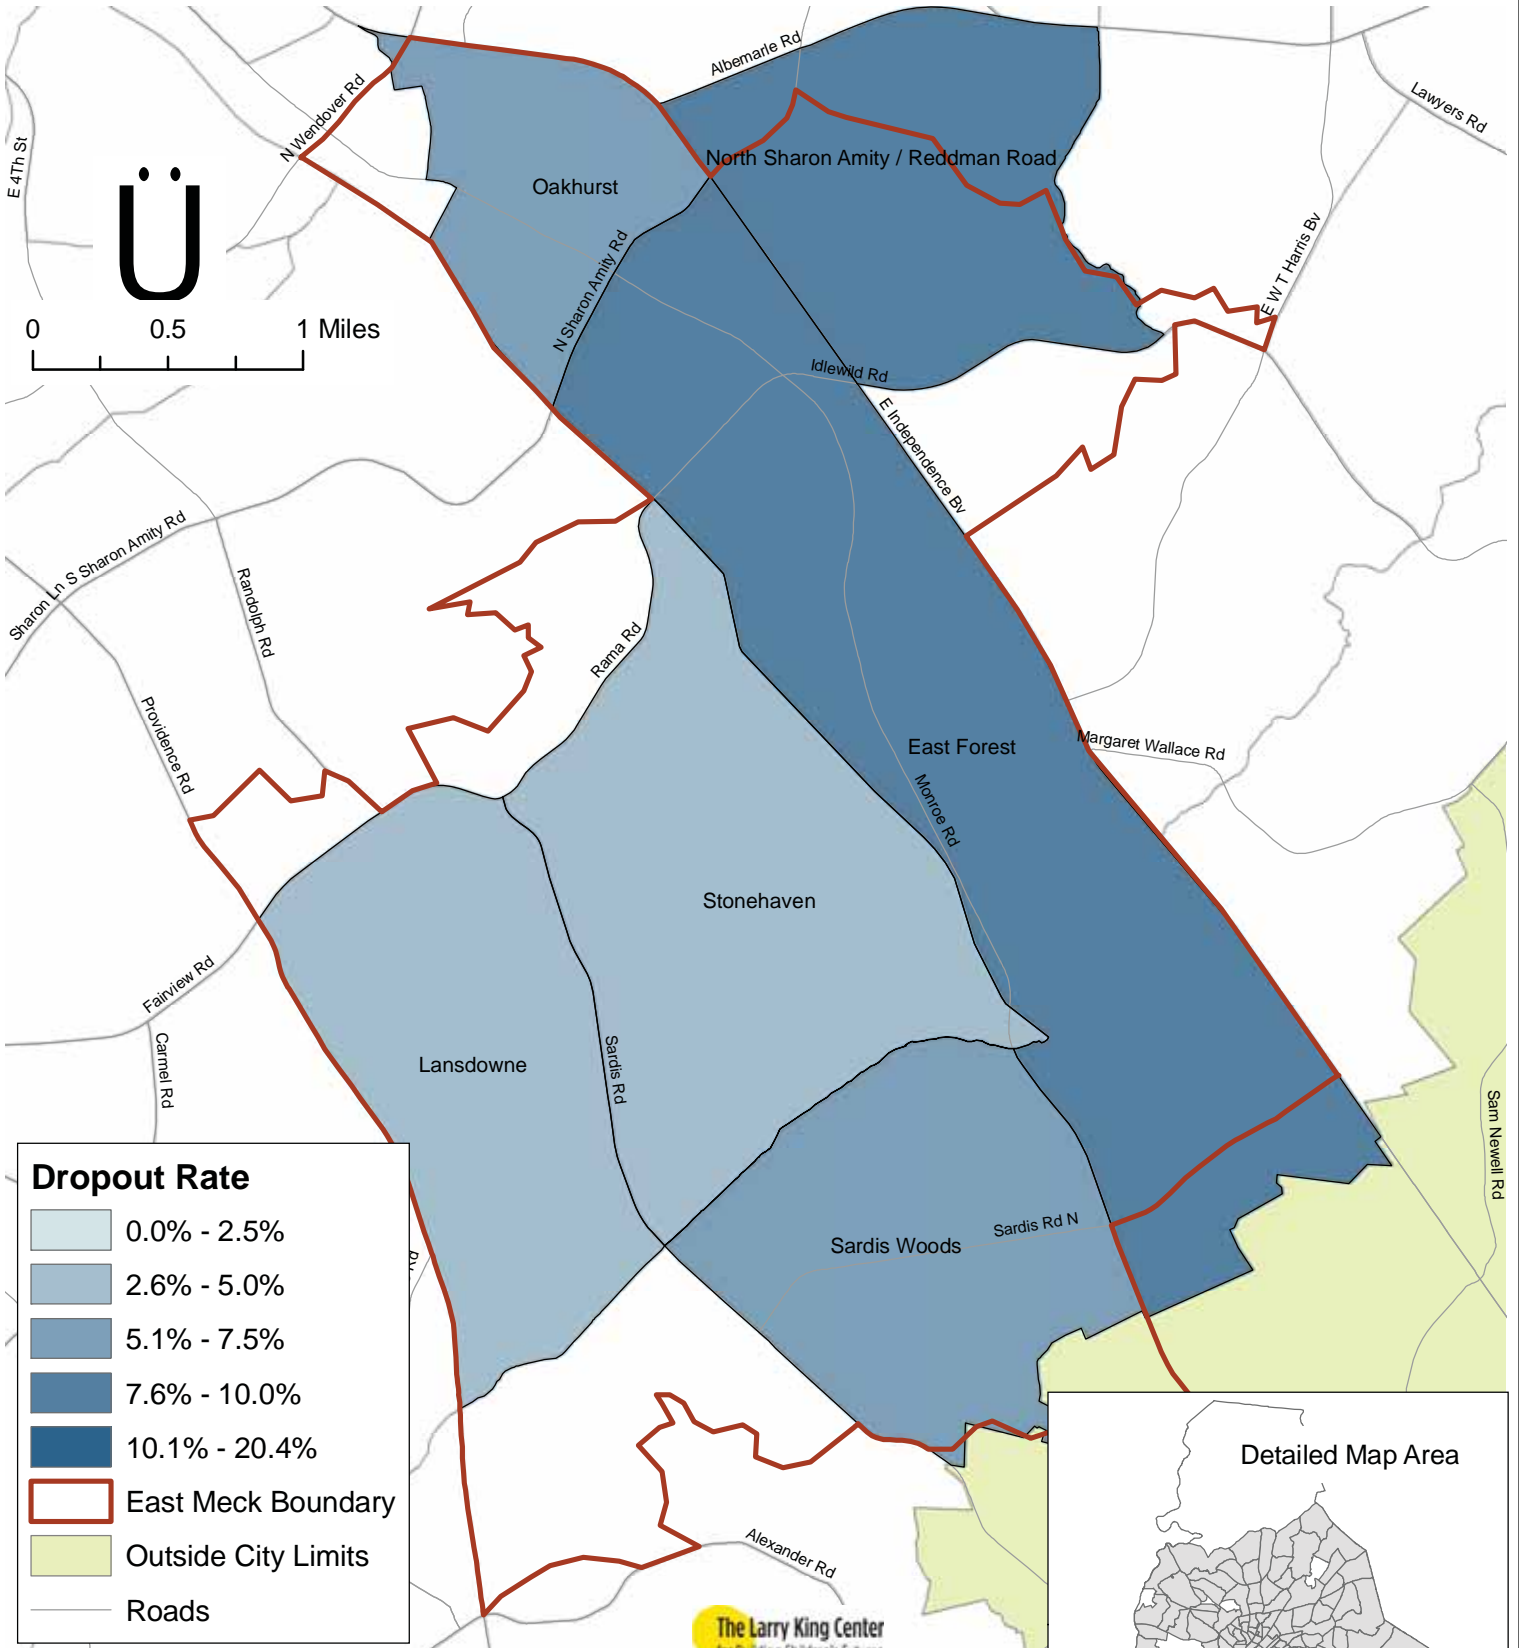 Albemarle Rd
Lawyers Rd
N Wendover Rd
E 4Th St
North Sharon Amity / Reddman Road
Oakhurst
Ü
N Sharon Amity Rd
E W T Harris Bv
0 0.5 1 Miles
Idlewild Rd
E Independence Bv
Sharon Ln S Sharon Amity Rd
Randolph Rd
Rama Rd
Providence Rd
East Forest
Margaret Wallace Rd
Monroe Rd
Stonehaven
Fairview Rd
Carmel Rd
Lansdowne
Sardis Rd
Sam Newell Rd
Sardis Rd N
Sardis Woods
Dropout Rate
0.0% - 2.5%
2.6% - 5.0%
5.1% - 7.5%
7.6% - 10.0%
10.1% - 20.4%
East Meck Boundary
Outside City Limits
Roads
Alexander Rd
Detailed Map Area
The Larry King Center